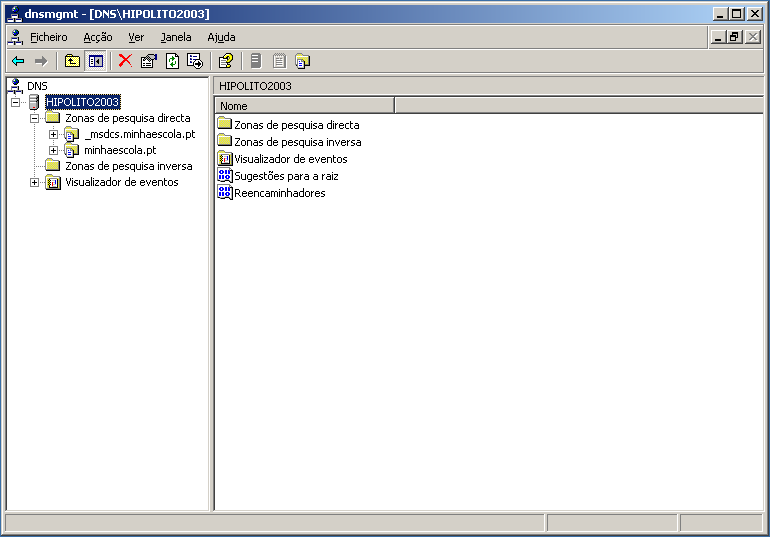 dnsmgmt - [DNS\HIPOLITO2003]
Ficheiro Acção Ver Janela Ajuda
DNS
HIPOLITO2003
Zonas de pesquisa directa
_msdcs.minhaescola.pt
minhaescola.pt
Zonas de pesquisa inversa
Visualizador de eventos
HIPOLITO2003
Nome
Zonas de pesquisa directa
Zonas de pesquisa inversa
Visualizador de eventos
Sugestões para a raiz
Reencaminhadores